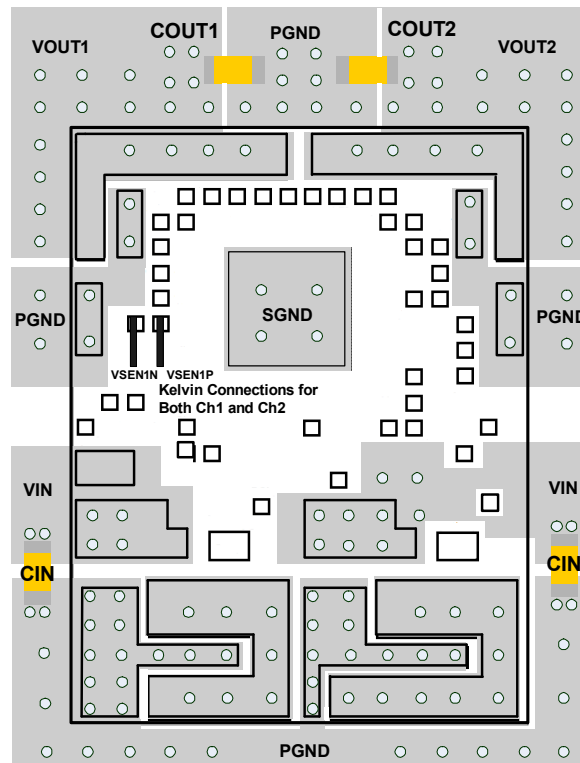 COUT1
PGND
COUT2
VOUT1
VOUT2
PGND
SGND
PGND
VSEN1N VSEN1P
Kelvin Connections for
Both Ch1 and Ch2
VIN
VIN
CIN
CIN
PGND